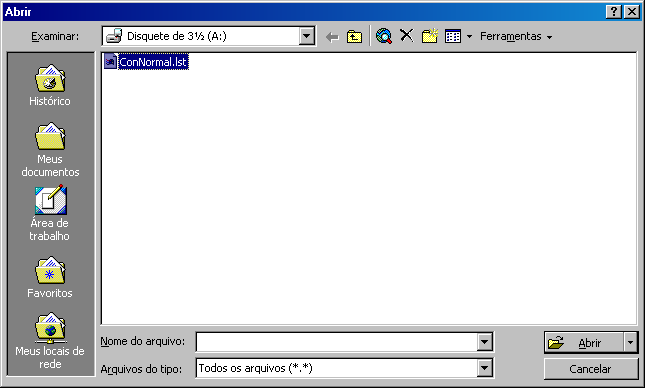 Abrir
Examinar: Disquete de 3½ (A:) Ferramentas
ConNormal.lst
Histórico
Meus
documentos
Área de
trabalho
Favoritos
Meus locais de
rede
Nome do arquivo: Abrir
Arquivos do tipo: Todos os arquivos (*.*) Cancelar